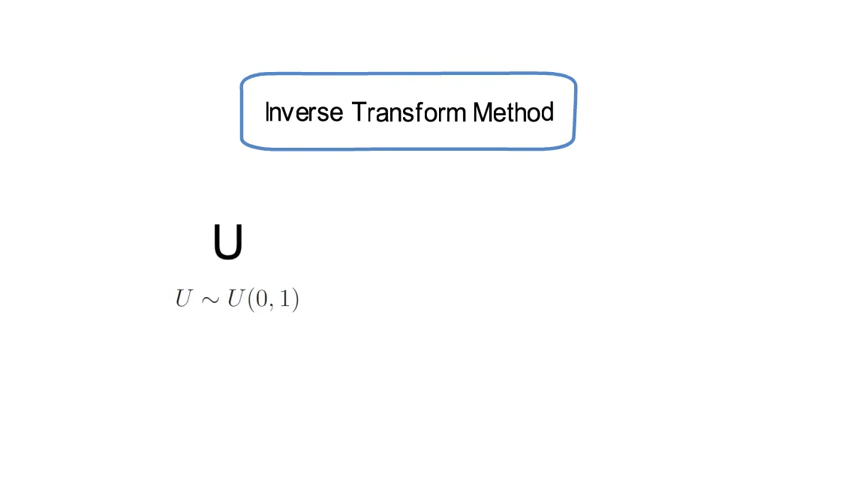 Inverse Transform Method
U
U ∼ U(0, 1)